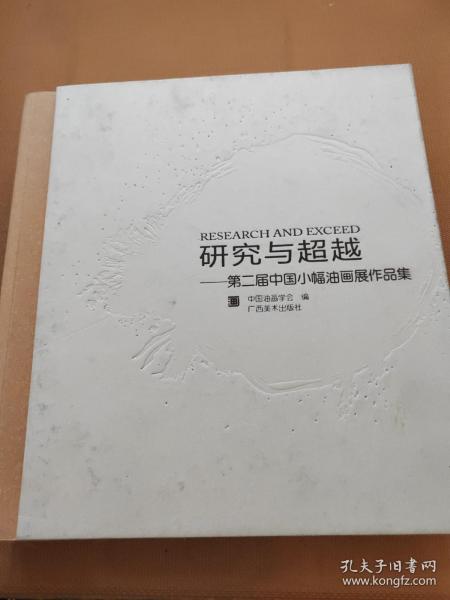 RESEARCH AND EXCEED
研究与超越
——第二届中国小幅油画展作品集
中国油画学会 编
广西美术出版社
孔夫子旧书网
www.kongfz.com